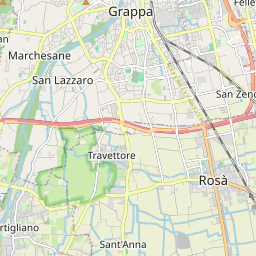 Grappa
Felle
Marchesane
San Lazzaro
San Zeno
Travettore
Rosà
rtigliano
Sant'Anna